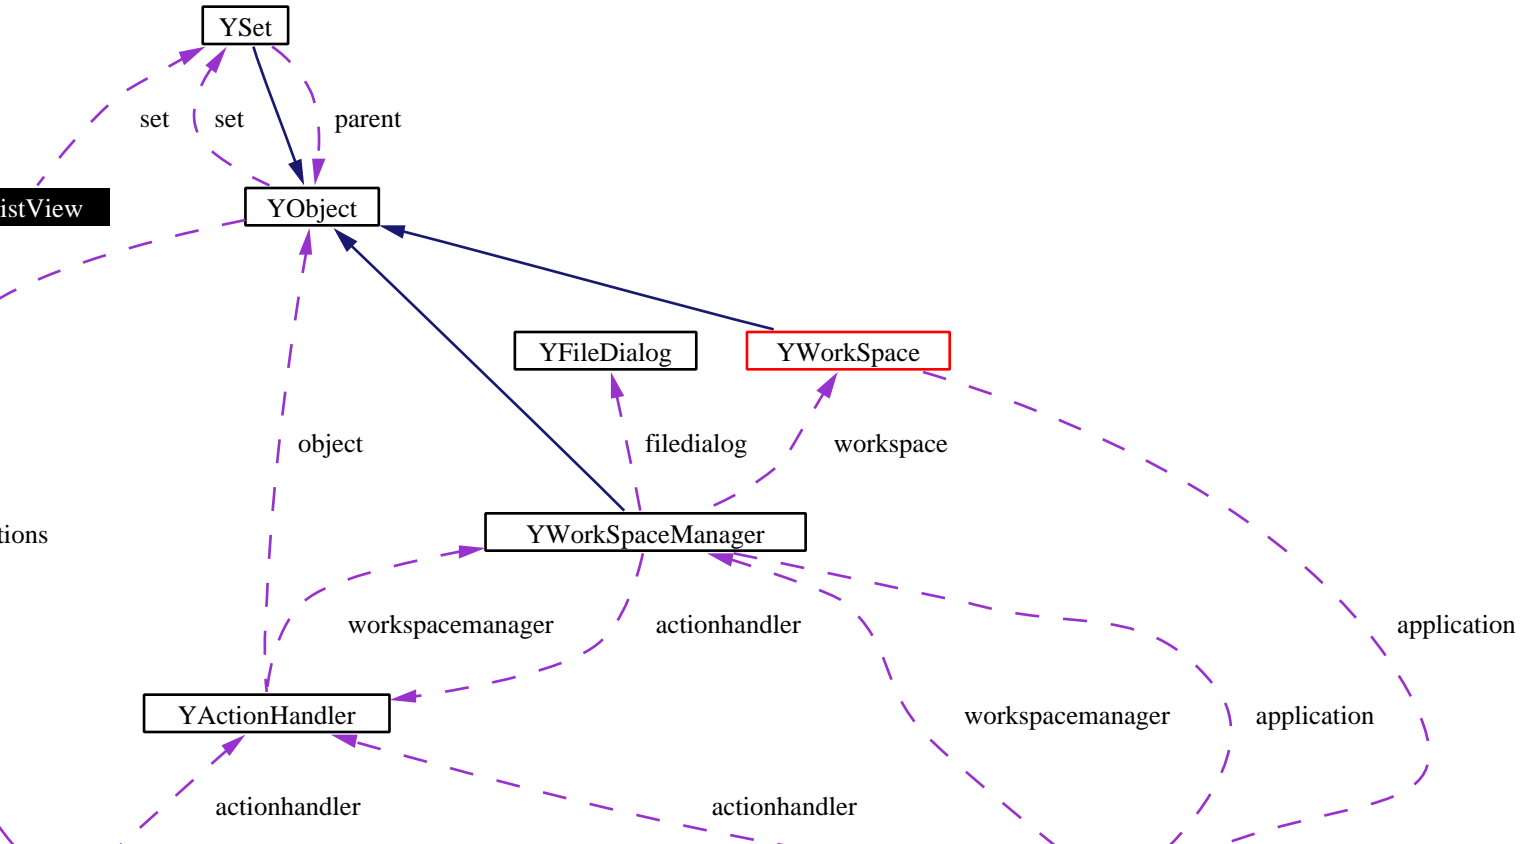 YSet
set
set
parent
istView
YObject
YFileDialog
YWorkSpace
object
filedialog
workspace
tions
YWorkSpaceManager
workspacemanager
actionhandler
application
YActionHandler
workspacemanager
application
actionhandler
actionhandler